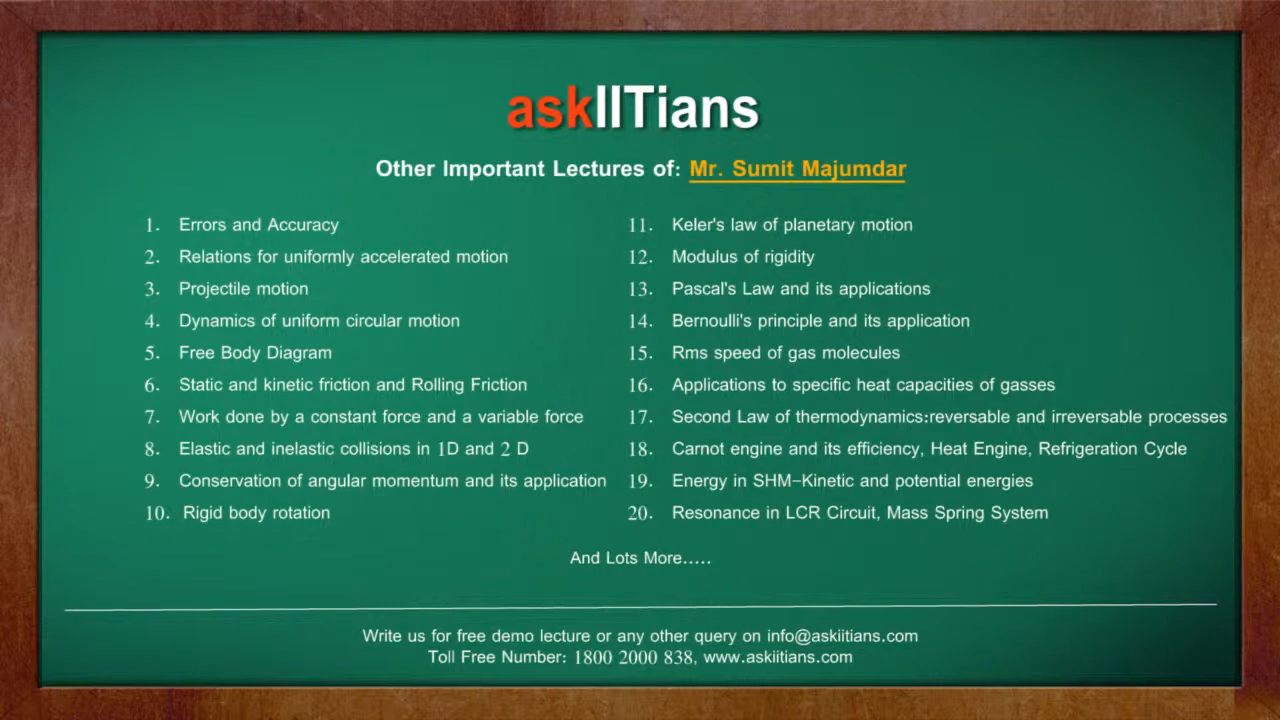 askIITians
Other Important Lectures of: Mr. Sumit Majumdar
1. Errors and Accuracy
2. Relations for uniformly accelerated motion
3. Projectile motion
4. Dynamics of uniform circular motion
5. Free Body Diagram
6. Static and kinetic friction and Rolling Friction
7. Work done by a constant force and a variable force
8. Elastic and inelastic collisions in 1D and 2 D
9. Conservation of angular momentum and its application
10. Rigid body rotation
11. Keler's law of planetary motion
12. Modulus of rigidity
13. Pascal's Law and its applications
14. Bernoulli's principle and its application
15. Rms speed of gas molecules
16. Applications to specific heat capacities of gasses
17. Second Law of thermodynamics:reversable and irreversable processes
18. Carnot engine and its efficiency, Heat Engine, Refrigeration Cycle
19. Energy in SHM-Kinetic and potential energies
20. Resonance in LCR Circuit, Mass Spring System
And Lots More.....
Write us for free demo lecture or any other query on info@askiitians.com
Toll Free Number: 1800 2000 838, www.askiitians.com